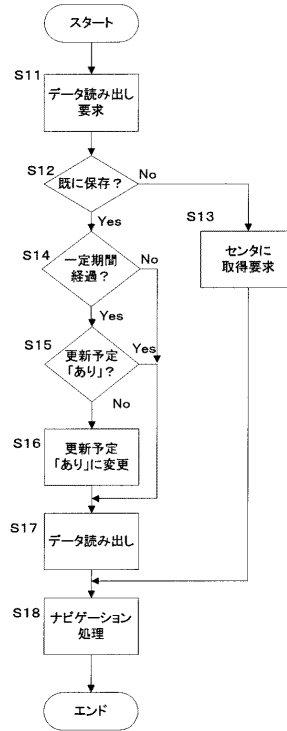 スタート
S11
データ読み出し
要求
S12
既に保存？
No
Yes
S13
センタに
取得要求
S14
一定期間
経過？
No
Yes
S15
更新予定
「あり」？
Yes
No
S16
更新予定
「あり」に変更
S17
データ読み出し
S18
ナビゲーション
処理
エンド